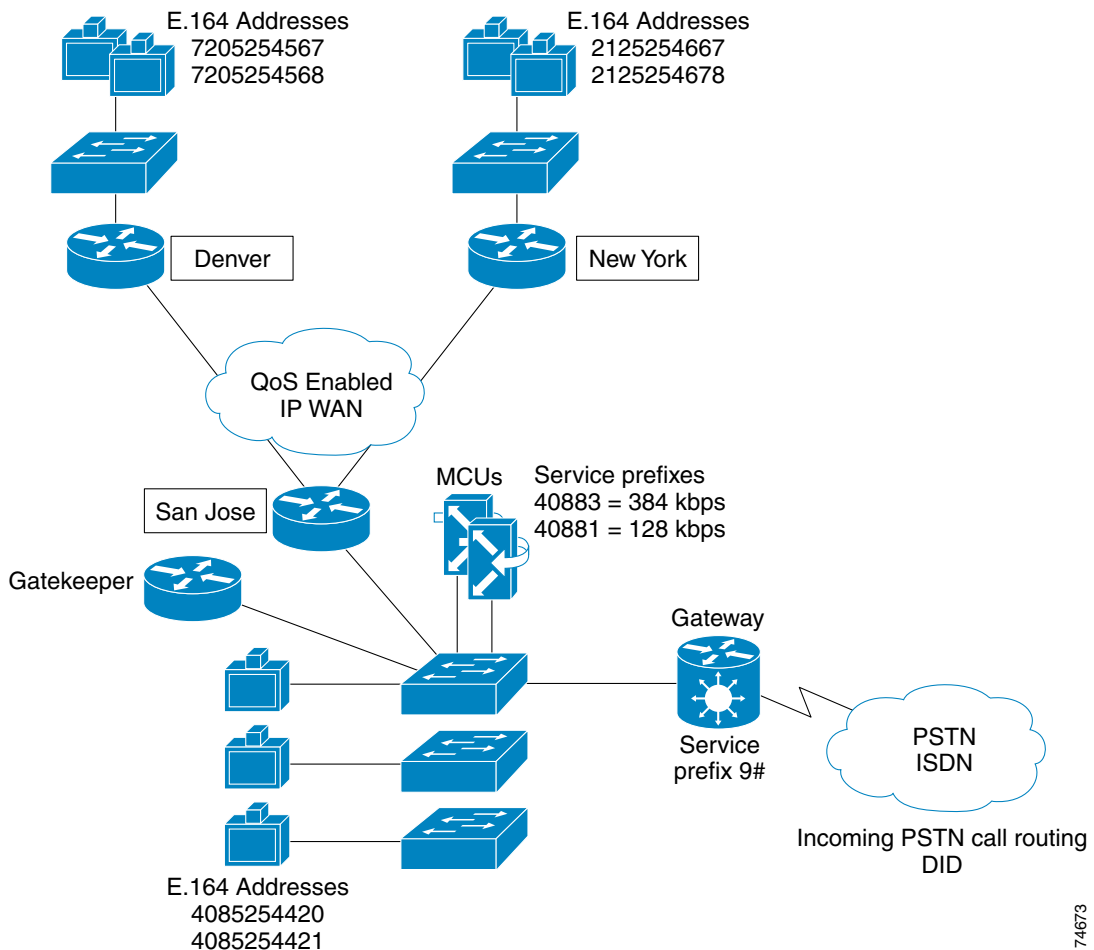 E.164 Addresses
7205254567
7205254568
E.164 Addresses
2125254667
2125254678
Denver
New York
QoS Enabled
IP WAN
San Jose
MCUs
Service prefixes
40883 = 384 kbps
40881 = 128 kbps
Gatekeeper
Gateway
Service
prefix 9#
PSTN
ISDN
Incoming PSTN call routing
DID
E.164 Addresses
4085254420
4085254421
74673